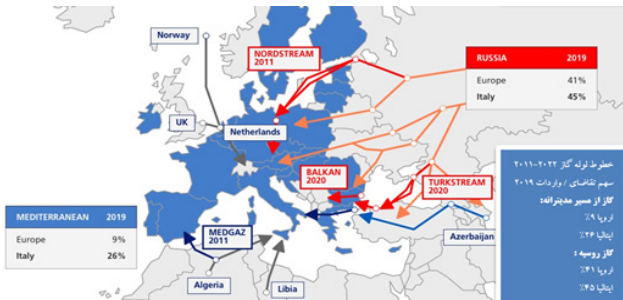 Norway
NORDSTREAM
2011
RUSSIA 2019
Europe 41%
Italy 45%
UK
Netherlands
BALKAN
2020
TURKSTREAM
2020
خطوط لوله گاز ۲۰۲۲-۲۰۱۱
سهم تقاضای / واردات ۲۰۱۹
گاز از مسیر مدیترانه:
اروپا ۹٪
ایتالیا ۲۶٪
گاز روسیه :
اروپا ۴۱٪
ایتالیا ۴۵٪
MEDITERRANEAN 2019
Europe 9%
Italy 26%
MEDGAZ
2011
Azerbaijan
Algeria
Libia